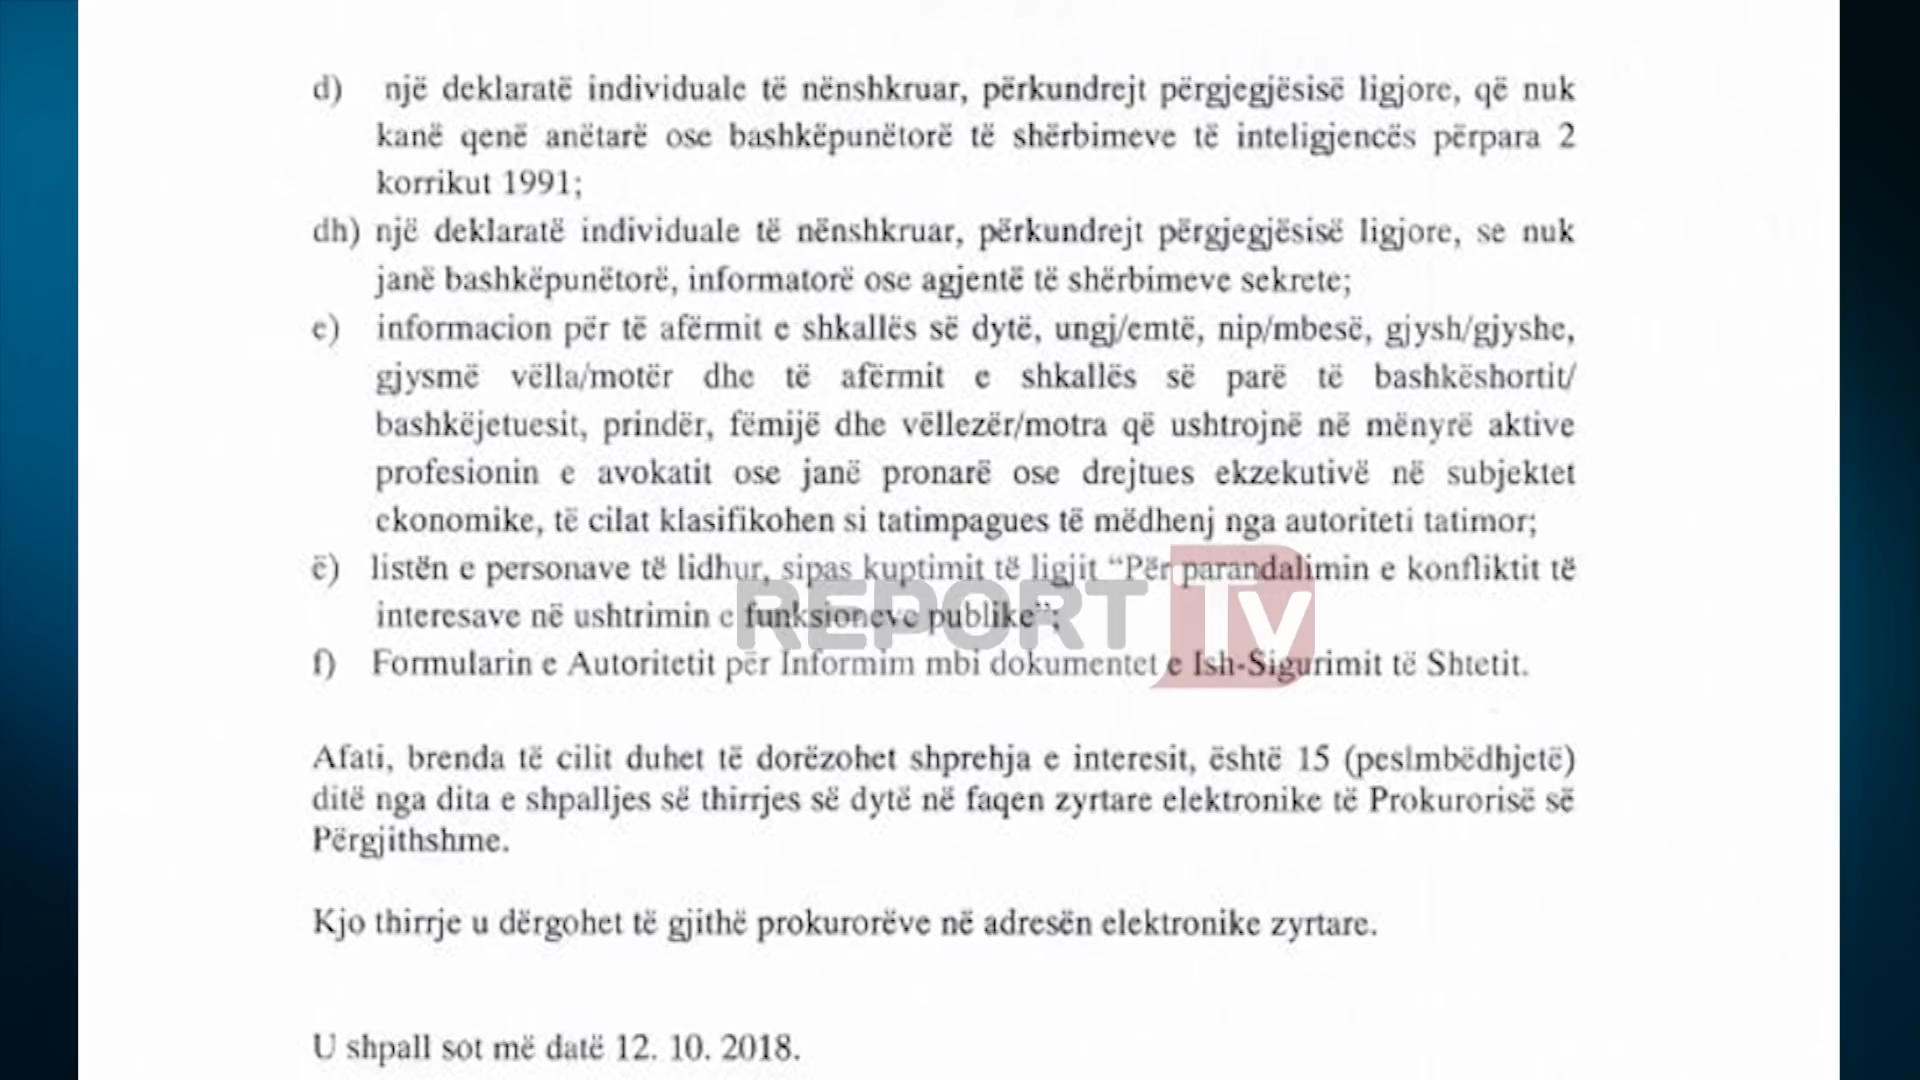 d) një deklaratë individuale të nënshkruar, përkundrejt përgjegjësisë ligjore, që nuk
kanë qenë anëtarë ose bashkëpunëtorë të shërbimeve të inteligjencës përpara 2
korrikut 1991;
dh) një deklaratë individuale të nënshkruar, përkundrejt përgjegjësisë ligjore, se nuk
janë bashkëpunëtorë, informatorë ose agjentë të shërbimeve sekrete;
e) informacion për të afërmit e shkallës së dytë, ungj/emtë, nip/mbesë, gjysh/gjyshe,
gjysmë vëlla/motër dhe të afërmit e shkallës së parë të bashkëshortit/
bashkëjetuesit, prindër, fëmijë dhe vëllezër/motra që ushtrojnë në mënyrë aktive
profesionin e avokatit ose janë pronarë ose drejtues ekzekutivë në subjektet
ekonomike, të cilat klasifikohen si tatimpagues të mëdhenj nga autoriteti tatimor;
ë) listën e personave të lidhur, sipas kuptimit të ligjit “Për parandalimin e konfliktit të
interesave në ushtrimin e funksioneve publike”;
REPORT TV
f) Formularin e Autoritetit për Informim mbi dokumentet e Ish-Sigurimit të Shtetit.
Afati, brenda të cilit duhet të dorëzohet shprehja e interesit, është 15 (peslmbëdhjetë)
ditë nga dita e shpalljes së thirrjes së dytë në faqen zyrtare elektronike të Prokurorisë së
Përgjithshme.
Kjo thirrje u dërgohet të gjithë prokurorëve në adresën elektronike zyrtare.
U shpall sot më datë 12. 10. 2018.